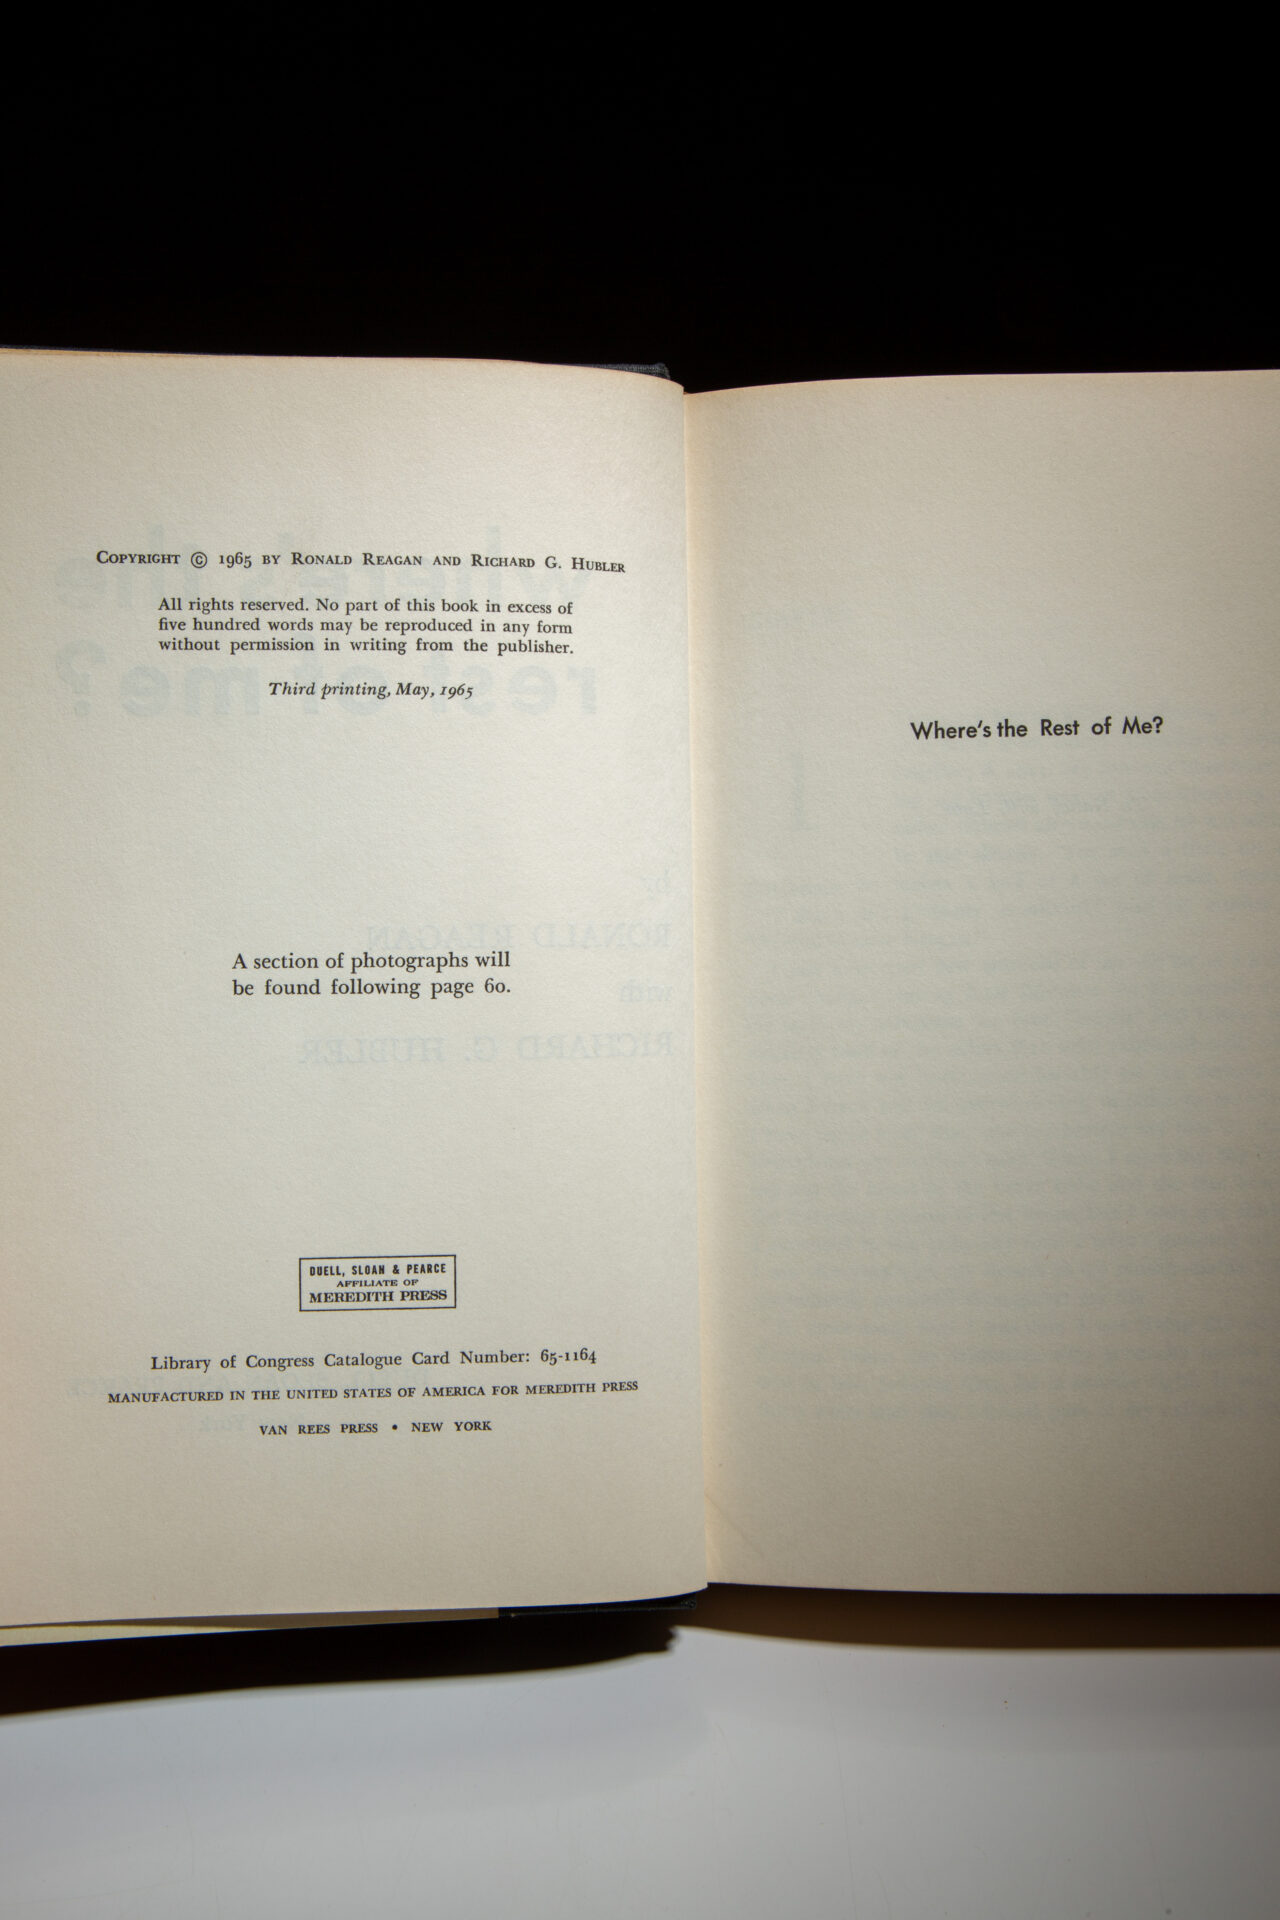 Copyright © 1965 by Ronald Reagan and Richard G. Hubler
All rights reserved. No part of this book in excess of
five hundred words may be reproduced in any form
without permission in writing from the publisher.
Third printing, May, 1965
A section of photographs will
be found following page 60.
DUELL, SLOAN & PEARCE
AFFILIATE OF
MEREDITH PRESS
Library of Congress Catalogue Card Number: 65-1164
MANUFACTURED IN THE UNITED STATES OF AMERICA FOR MEREDITH PRESS
VAN REES PRESS • NEW YORK
Where's the Rest of Me?